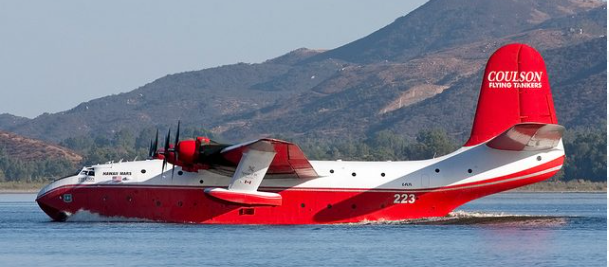 COULSON
FLYING TANKERS
HAWAII MARS
223